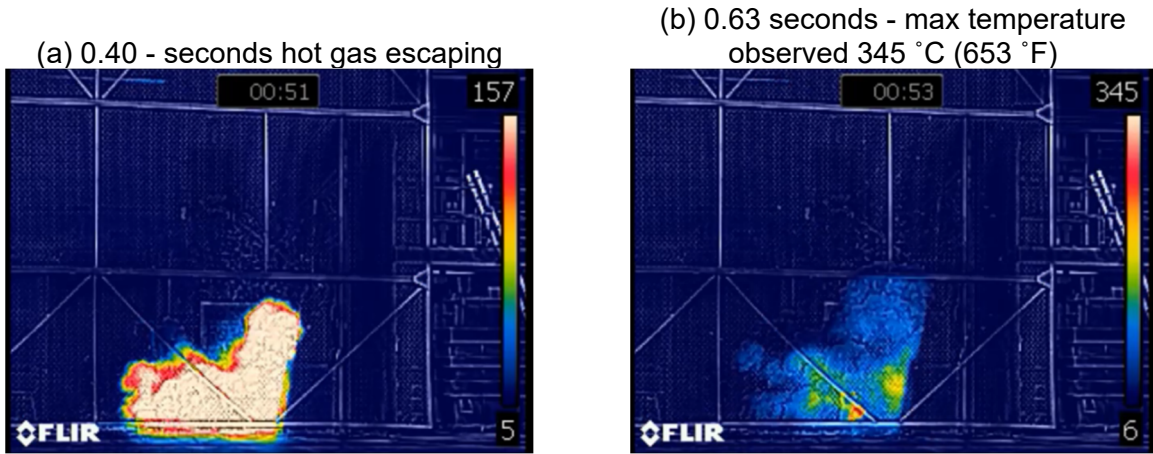 (a) 0.40 - seconds hot gas escaping
00:51
157
5
FLIR
(b) 0.63 seconds - max temperature
observed 345 ˚C (653 ˚F)
00:53
345
6
FLIR